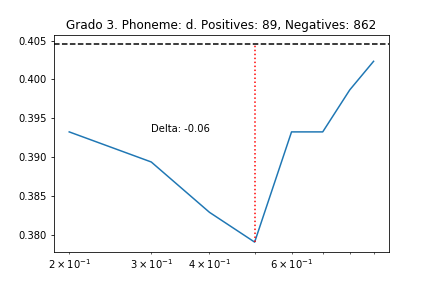 Grado 3. Phoneme: d. Positives: 89, Negatives: 862
0.405
0.400
0.395
0.390
0.385
0.380
Delta: -0.06
2 × 10⁻¹ 3 × 10⁻¹ 4 × 10⁻¹ 6 × 10⁻¹